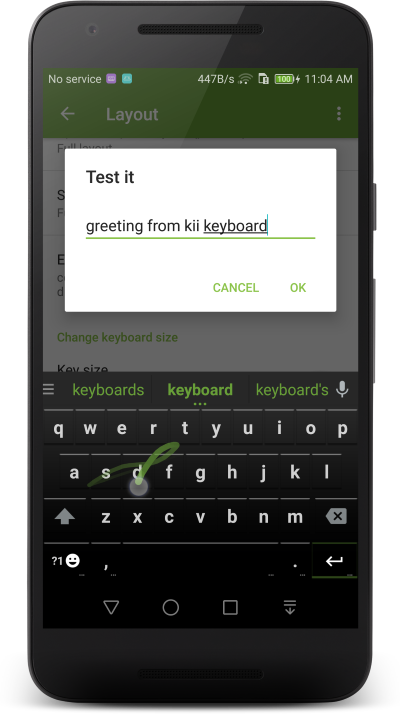 No service 447B/s 100 11:04 AM
Layout
Full layout
Test it
greeting from kii keyboard
CANCEL OK
Change keyboard size
Key size
keyboards keyboard keyboard's
q w e r t y u i o p
a s d f g h j k l
z x c v b n m
?1 , .